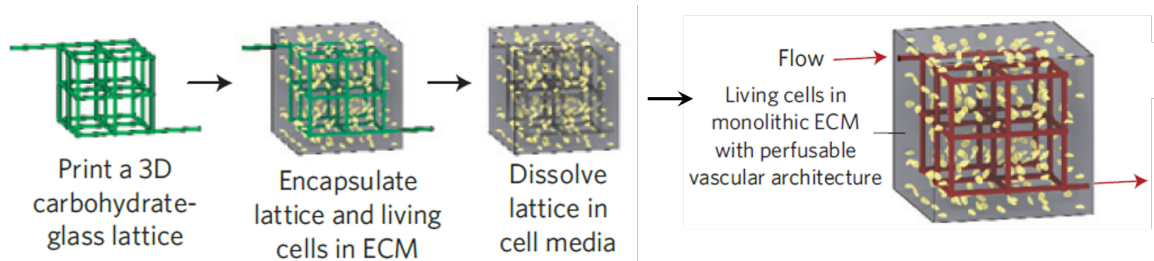 Print a 3D
carbohydrate-
glass lattice
Encapsulate
lattice and living
cells in ECM
Dissolve
lattice in
cell media
Flow
Living cells in
monolithic ECM
with perfusable
vascular architecture